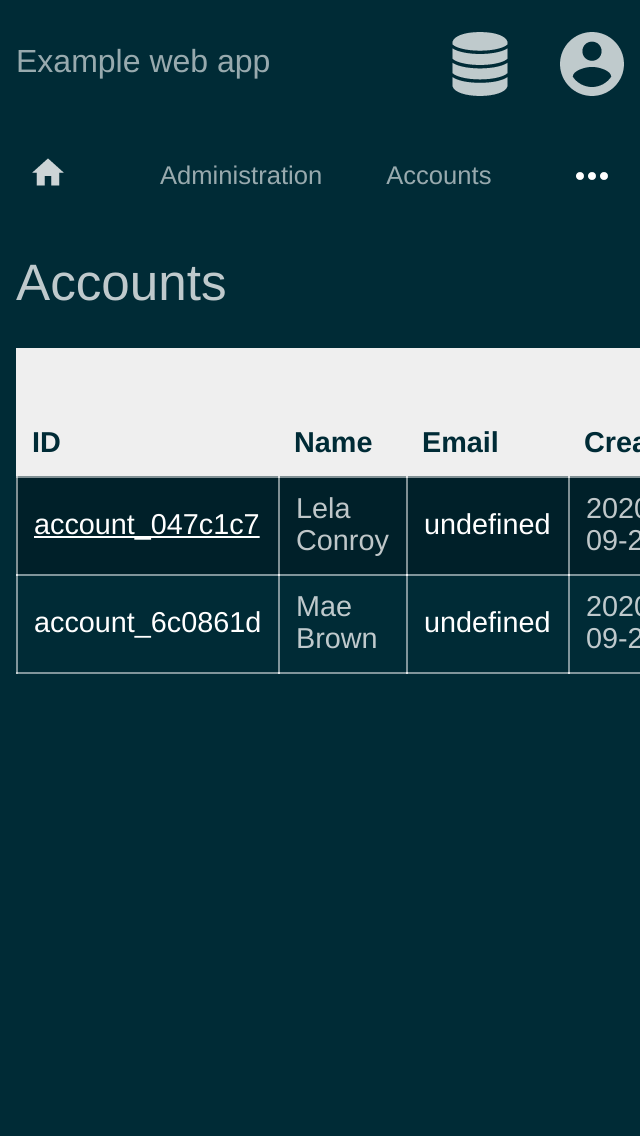 Example web app
Administration Accounts
Accounts
ID Name Email Crea
account_047c1c7 Lela Conroy undefined 2020 09-2
account_6c0861d Mae Brown undefined 2020 09-2